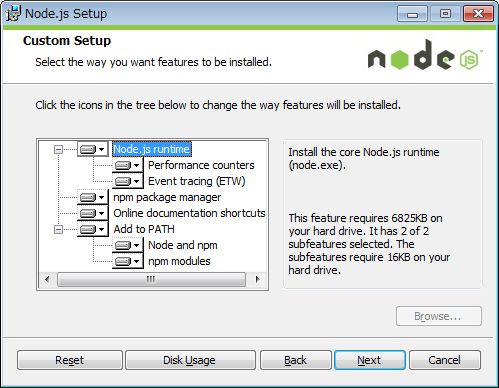 Node.js Setup
Custom Setup
Select the way you want features to be installed.
node JS
Click the icons in the tree below to change the way features will be installed.
Node.js runtime
Performance counters
Event tracing (ETW)
npm package manager
Online documentation shortcuts
Add to PATH
Node and npm
npm modules
Install the core Node.js runtime
(node.exe).
This feature requires 6825KB on
your hard drive. It has 2 of 2
subfeatures selected. The
subfeatures require 16KB on your
hard drive.
Browse...
Reset
Disk Usage
Back
Next
Cancel